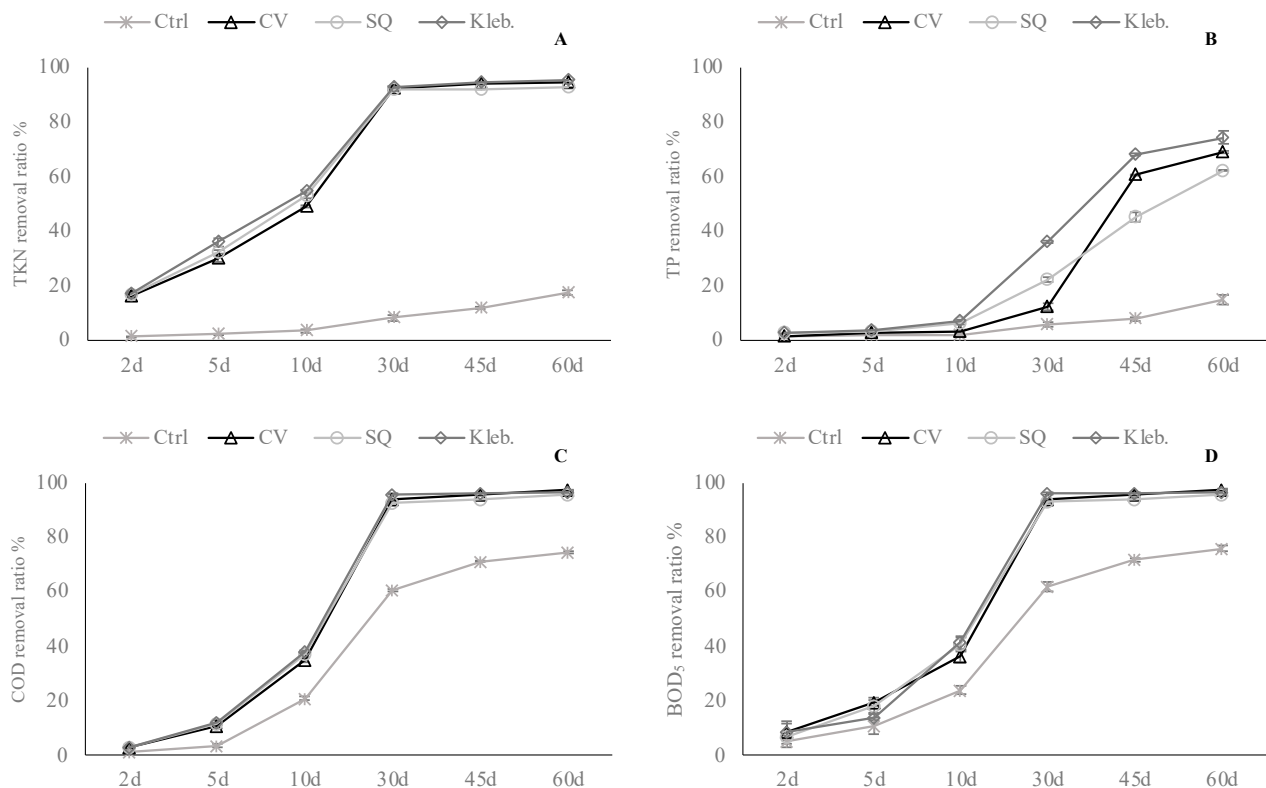 Ctrl CV SQ Kleb.
A
TKN removal ratio %
100
80
60
40
20
0
2d 5d 10d 30d 45d 60d
Ctrl CV SQ Kleb.
B
TP removal ratio %
100
80
60
40
20
0
2d 5d 10d 30d 45d 60d
Ctrl CV SQ Kleb.
C
COD removal ratio %
100
80
60
40
20
0
2d 5d 10d 30d 45d 60d
Ctrl CV SQ Kleb.
D
BOD₅ removal ratio %
100
80
60
40
20
0
2d 5d 10d 30d 45d 60d